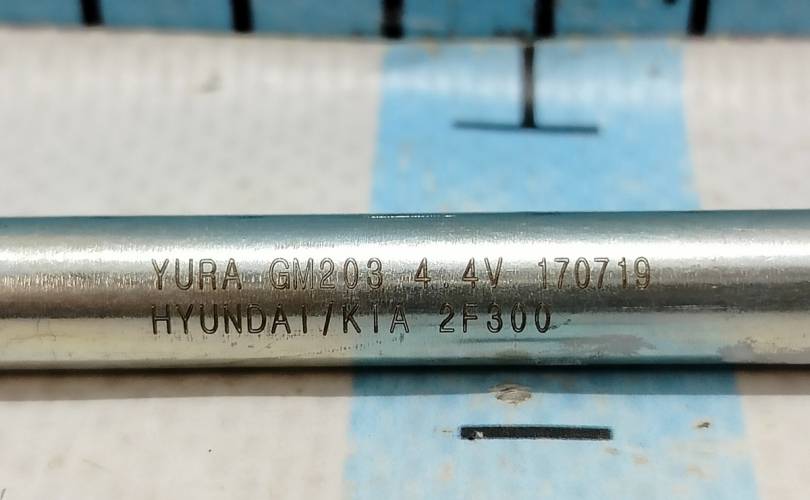 YURA GM203 4.4V 170719
HYUNDAI/KIA 2F300